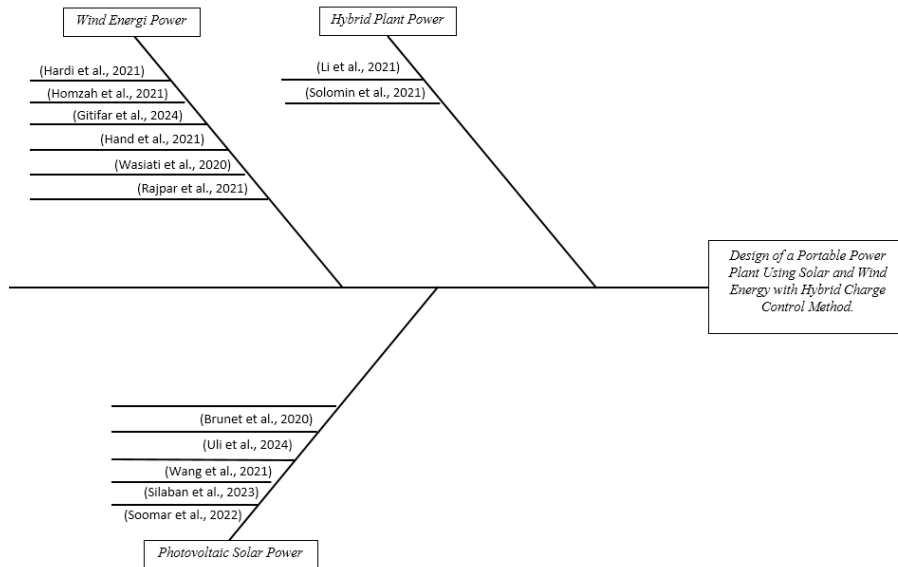 Wind Energi Power
Hybrid Plant Power
(Hardi et al., 2021)
(Homzah et al., 2021)
(Gitifar et al., 2024)
(Hand et al., 2021)
(Wasiati et al., 2020)
(Rajpar et al., 2021)
(Li et al., 2021)
(Solomin et al., 2021)
Design of a Portable Power
Plant Using Solar and Wind
Energy with Hybrid Charge
Control Method.
(Brunet et al., 2020)
(Uli et al., 2024)
(Wang et al., 2021)
(Silaban et al., 2023)
(Soomar et al., 2022)
Photovoltaic Solar Power